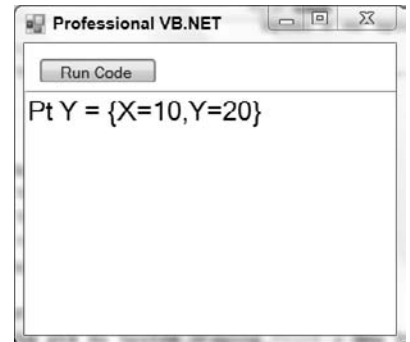 Professional VB.NET
Run Code
Pt Y = {X=10,Y=20}